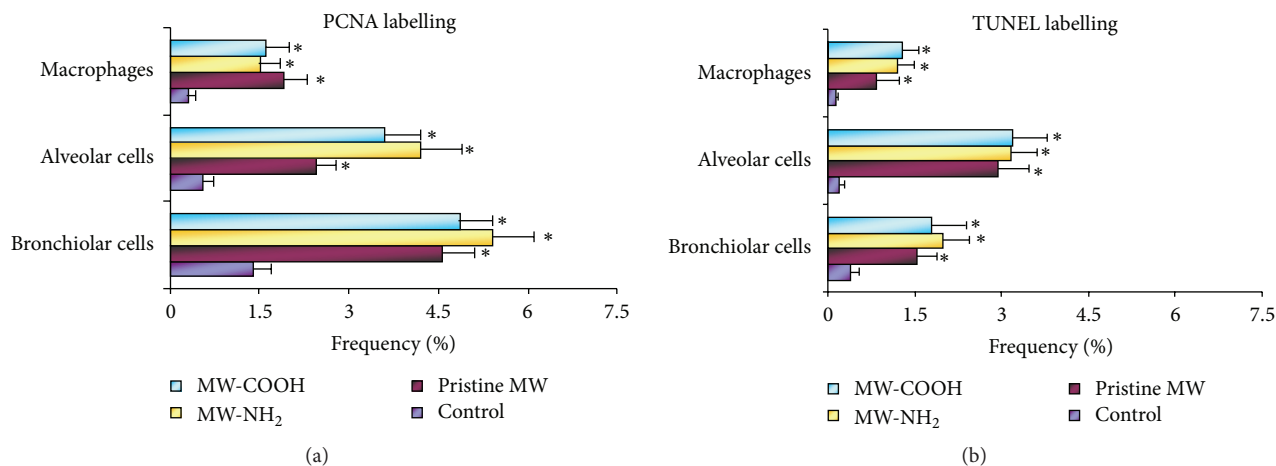 PCNA labelling
Macrophages
*
*
*
Alveolar cells
*
*
*
Bronchiolar cells
*
*
*
0 1.5 3 4.5 6 7.5
Frequency (%)
MW-COOH Pristine MW
MW-NH₂ Control
(a)
TUNEL labelling
Macrophages
*
*
*
Alveolar cells
*
*
*
Bronchiolar cells
*
*
*
0 1.5 3 4.5 6 7.5
Frequency (%)
MW-COOH Pristine MW
MW-NH₂ Control
(b)